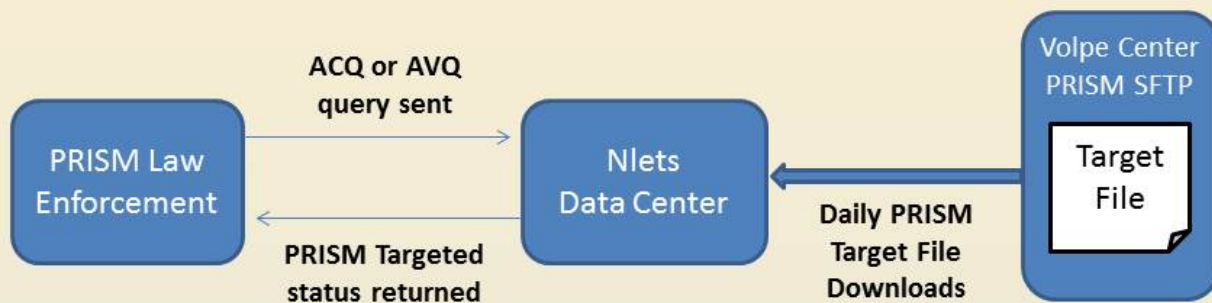 PRISM Law
Enforcement
ACQ or AVQ
query sent
PRISM Targeted
status returned
Nlets
Data Center
Daily PRISM
Target File
Downloads
Volpe Center
PRISM SFTP
Target
File